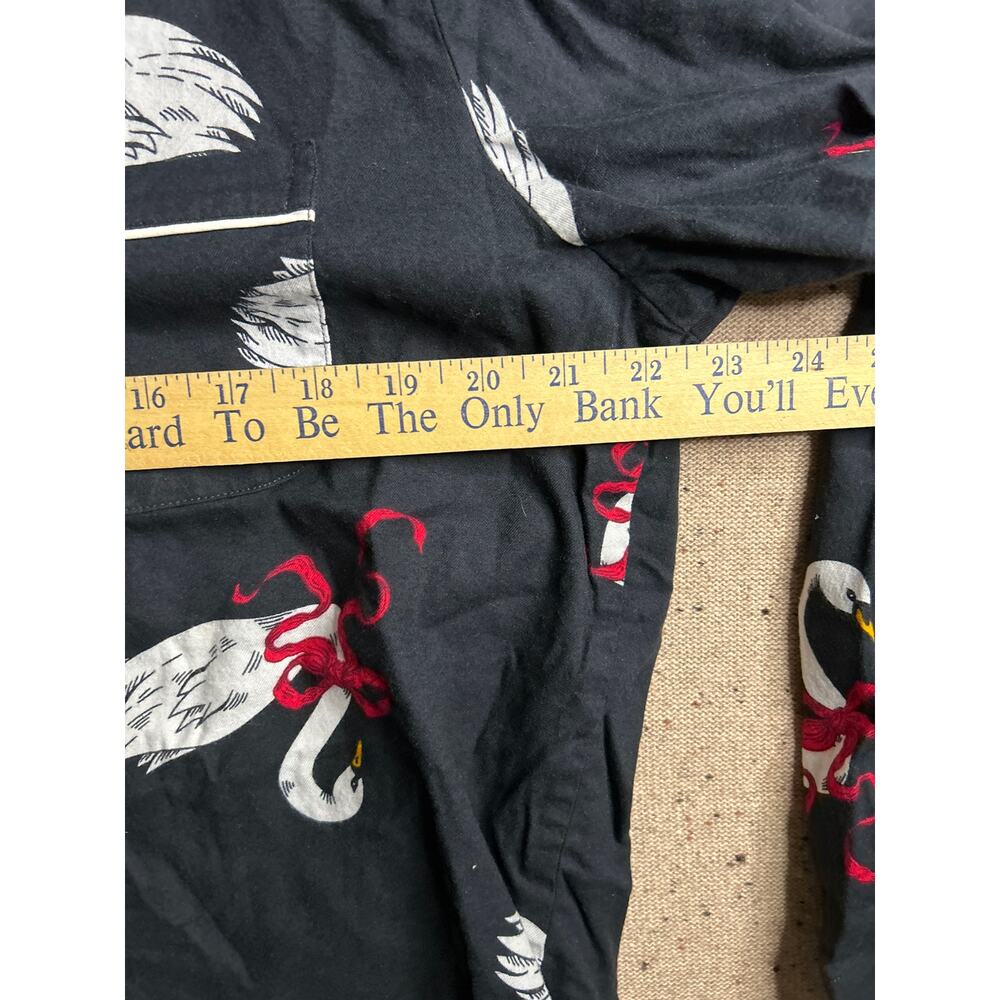 16 17 18 19 20 21 22 23 24
ard To Be The Only Bank You'll Eve